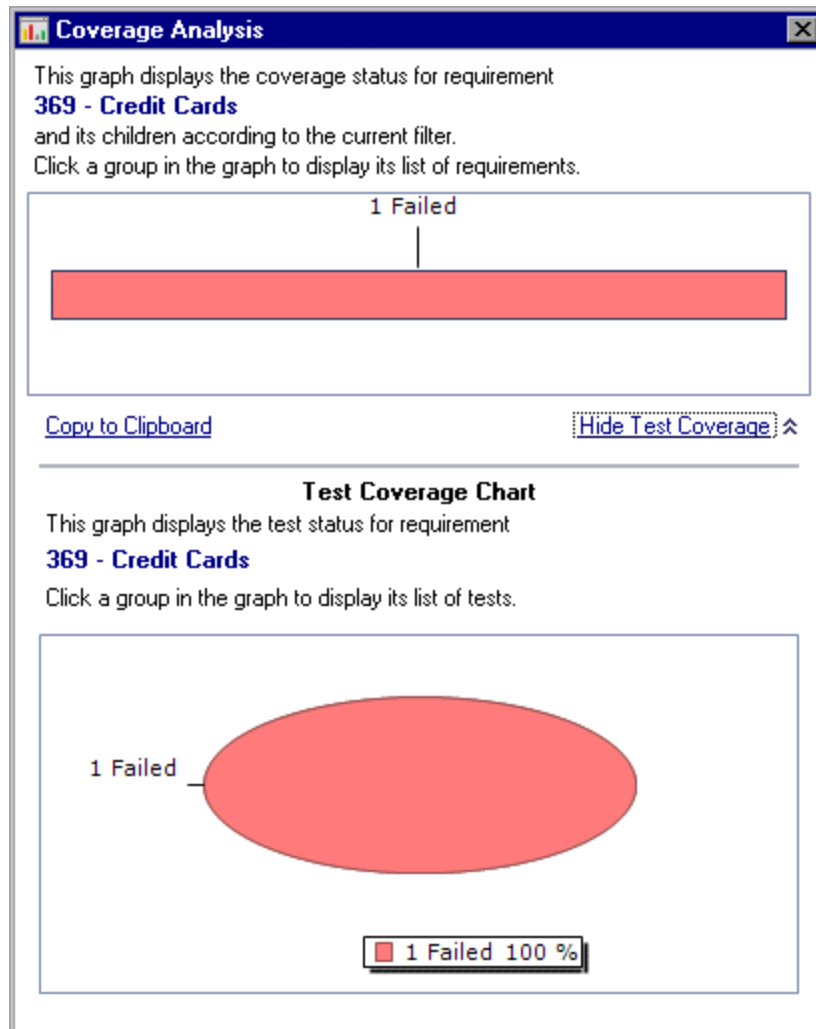 Coverage Analysis
This graph displays the coverage status for requirement
369 - Credit Cards
and its children according to the current filter.
Click a group in the graph to display its list of requirements.
1 Failed
Copy to Clipboard
Hide Test Coverage
Test Coverage Chart
This graph displays the test status for requirement
369 - Credit Cards
Click a group in the graph to display its list of tests.
1 Failed
1 Failed 100 %